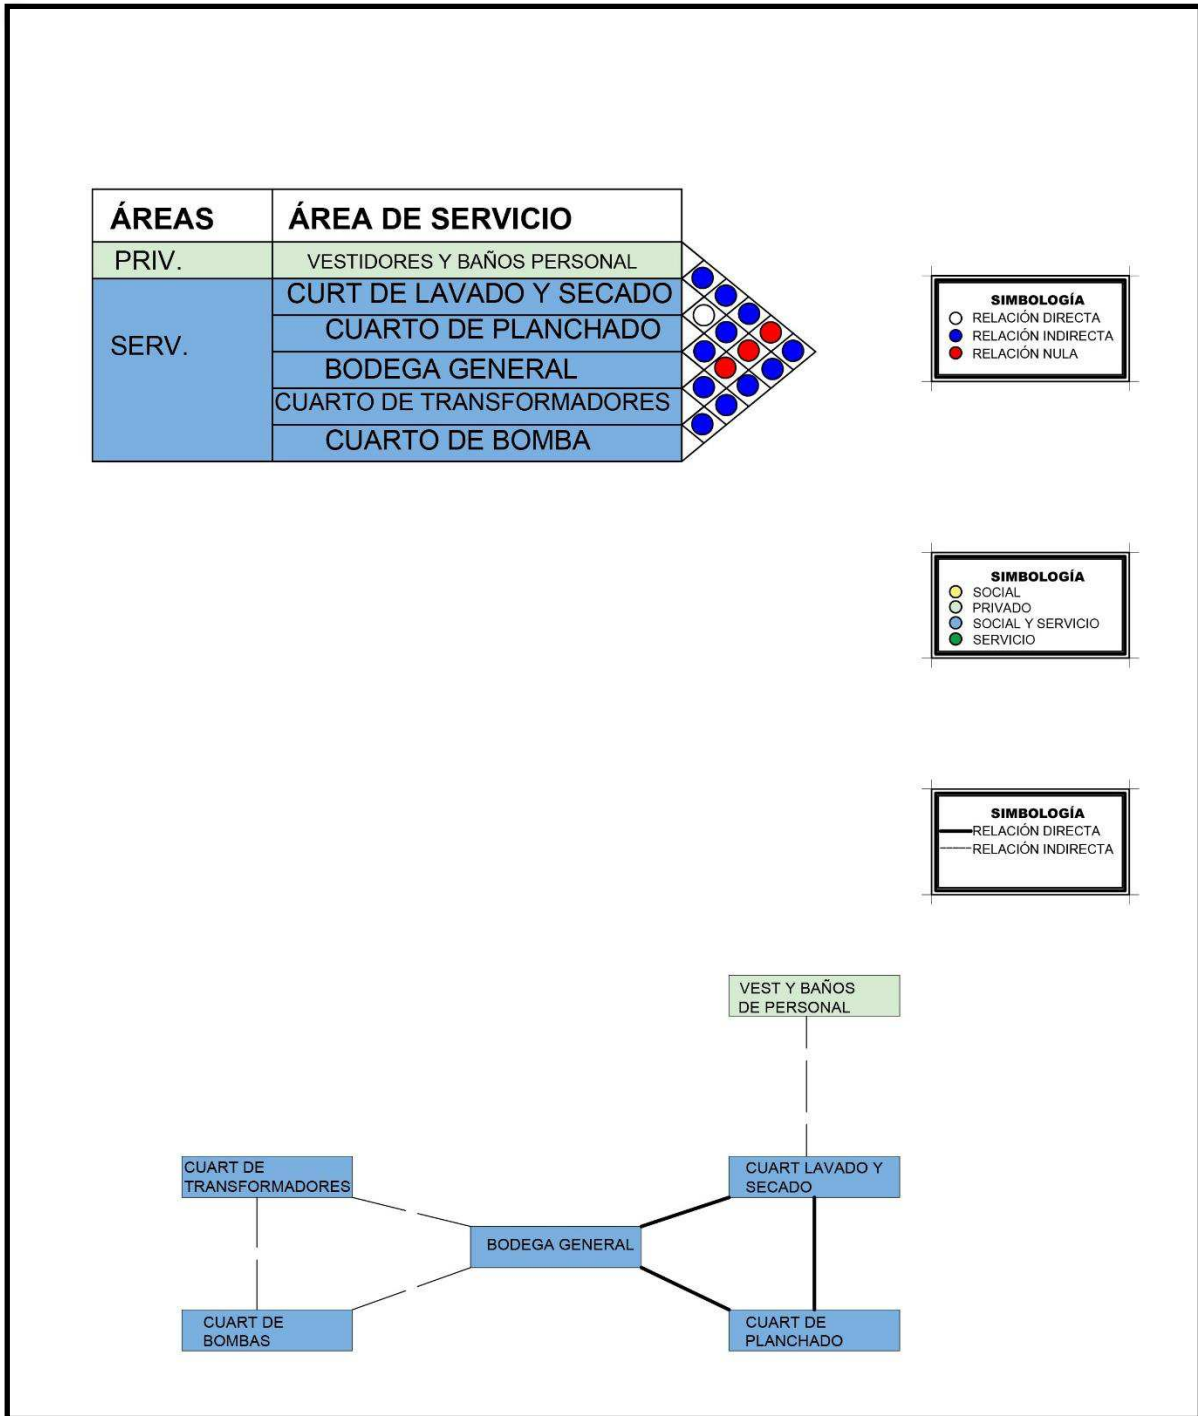 ÁREAS
ÁREA DE SERVICIO
PRIV.
VESTIDORES Y BAÑOS PERSONAL
SERV.
CURT DE LAVADO Y SECADO
CUARTO DE PLANCHADO
BODEGA GENERAL
CUARTO DE TRANSFORMADORES
CUARTO DE BOMBA
SIMBOLOGÍA
RELACIÓN DIRECTA
RELACIÓN INDIRECTA
RELACIÓN NULA
SIMBOLOGÍA
SOCIAL
PRIVADO
SOCIAL Y SERVICIO
SERVICIO
SIMBOLOGÍA
RELACIÓN DIRECTA
RELACIÓN INDIRECTA
VEST Y BAÑOS
DE PERSONAL
CUART DE
TRANSFORMADORES
CUART LAVADO Y
SECADO
BODEGA GENERAL
CUART DE
BOMBAS
CUART DE
PLANCHADO